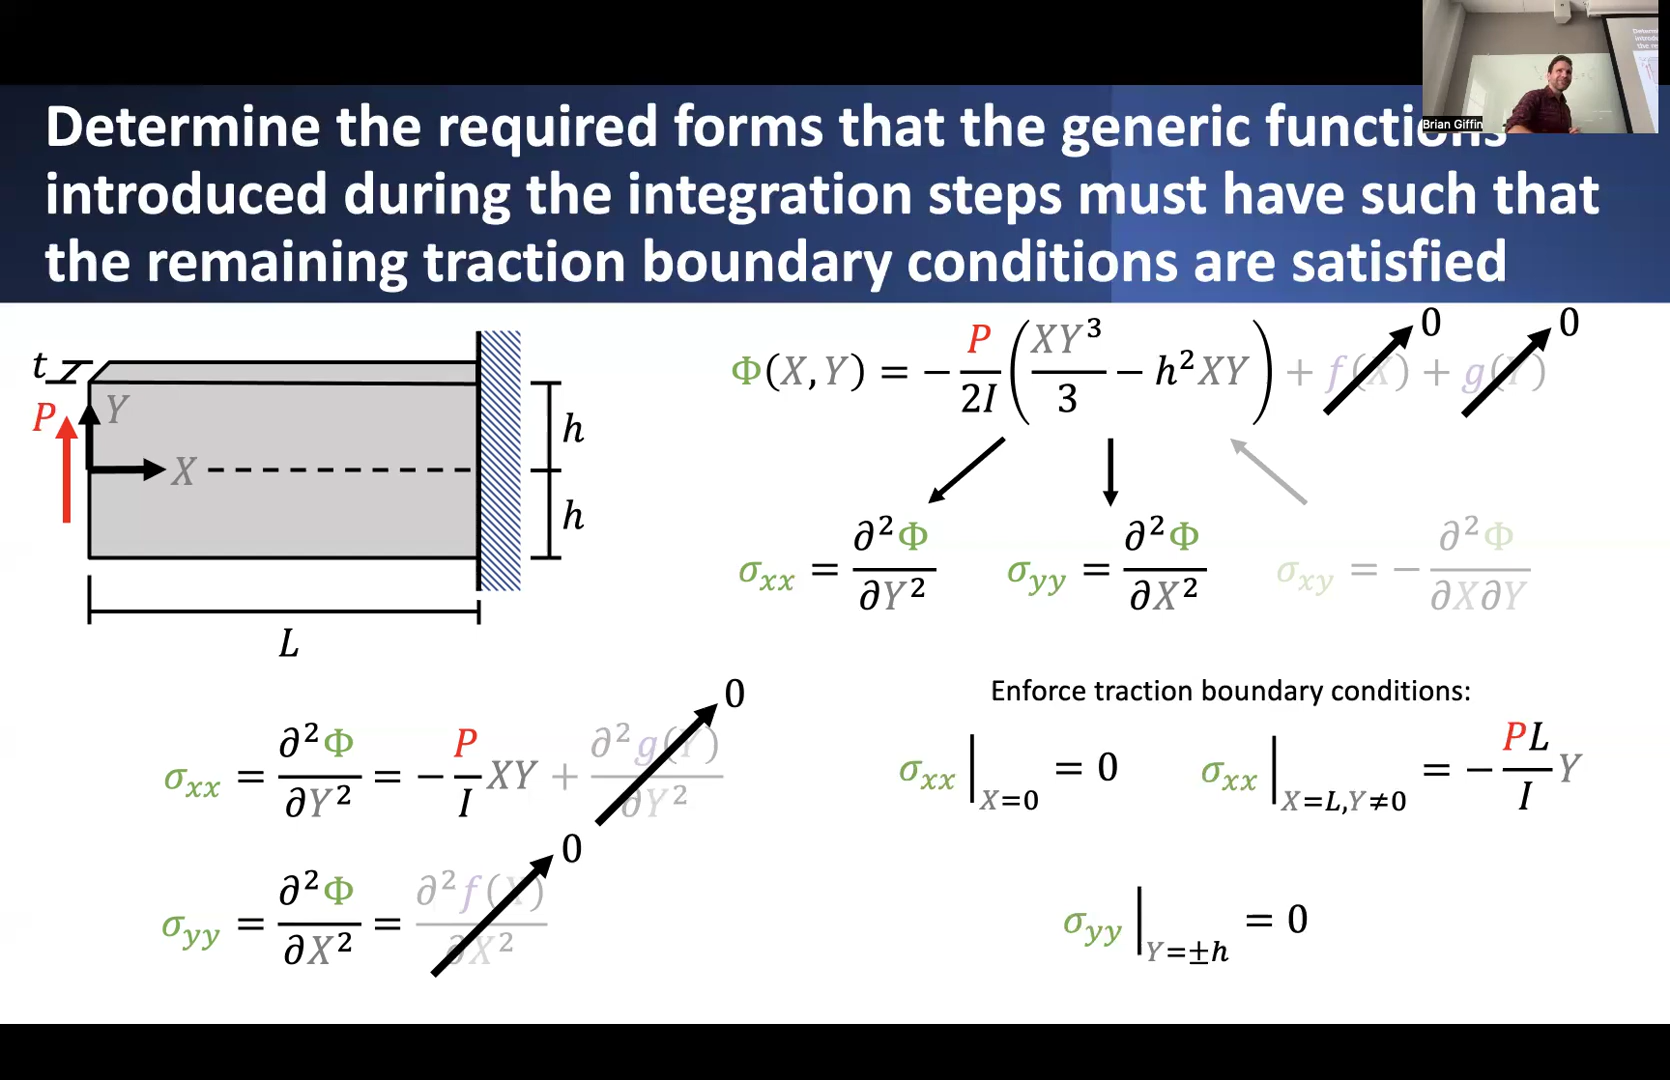 Brian Giffin
Determine the required forms that the generic functions
introduced during the integration steps must have such that
the remaining traction boundary conditions are satisfied
t
P
Y
X
h
h
L
Φ(X, Y) = − P/2I (XY³/3 − h²XY) + f(X) + g(Y)
0 0
σxx = ∂²Φ/∂Y² σyy = ∂²Φ/∂X² σxy = − ∂²Φ/∂X∂Y
σxx = ∂²Φ/∂Y² = − P/I XY + ∂²g(Y)/∂Y²
0
σyy = ∂²Φ/∂X² = ∂²f(X)/∂X²
0
Enforce traction boundary conditions:
σxx |X=0 = 0 σxx |X=L,Y≠0 = − PL/I Y
σyy |Y=±h = 0